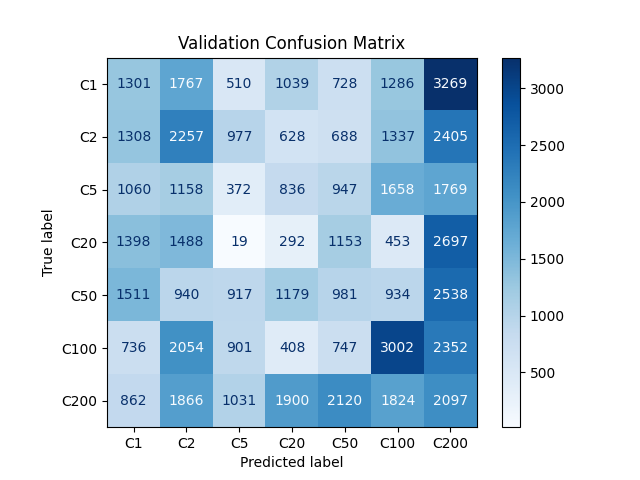 Validation Confusion Matrix
C1 1301 1767 510 1039 728 1286 3269
C2 1308 2257 977 628 688 1337 2405
C5 1060 1158 372 836 947 1658 1769
C20 1398 1488 19 292 1153 453 2697
C50 1511 940 917 1179 981 934 2538
C100 736 2054 901 408 747 3002 2352
C200 862 1866 1031 1900 2120 1824 2097
C1 C2 C5 C20 C50 C100 C200
Predicted label
True label
3000
2500
2000
1500
1000
500